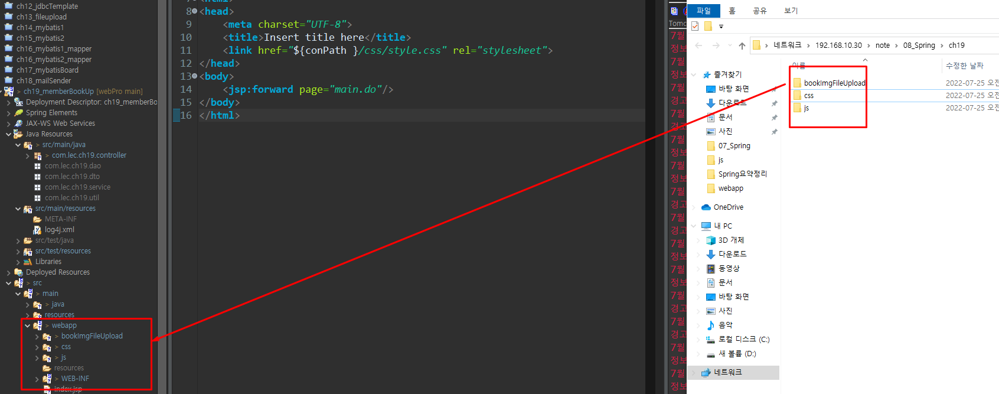 ch12_jdbcTemplate
ch13_fileupload
ch14_mybatis1
ch15_mybatis2
ch16_mybatis1_mapper
ch16_mybatis2_mapper
ch17_mybatisBoard
ch18_mailSender
> ch19_memberBookUp [webPro main]
Deployment Descriptor: ch19_memberBo
Spring Elements
JAX-WS Web Services
Java Resources
> src/main/java
> com.lec.ch19.controller
com.lec.ch19.dao
com.lec.ch19.dto
com.lec.ch19.service
com.lec.ch19.util
src/main/resources
META-INF
log4j.xml
src/test/java
src/test/resources
Libraries
Deployed Resources
> src
> main
> java
resources
> webapp
> bookImgFileUpload
> css
> js
resources
> WEB-INF
index.jsp
8 <head>
9 <meta charset="UTF-8">
10 <title>Insert title here</title>
11 <link href="${conPath }/css/style.css" rel="stylesheet">
12 </head>
13 <body>
14 <jsp:forward page="main.do"/>
15 </body>
16 </html>
Tomc
7월
정보
7월
정보
7월
경고
7월
경고
7월
정보
7월
정보
7월
경고
7월
경고
7월
정보
7월
정보
7월
경고
7월
경고
7월
정보
7월
정보
파일 홈 공유 보기
네트워크 > 192.168.10.30 > note > 08_Spring > ch19
이름 수정한 날짜
bookImgFileUpload 2022-07-25 오전
css 2022-07-25 오전
js 2022-07-25 오전
즐겨찾기
바탕 화면
다운로드
문서
사진
07_Spring
js
Spring요약정리
webapp
OneDrive
내 PC
3D 개체
다운로드
동영상
문서
바탕 화면
사진
음악
로컬 디스크 (C:)
새 볼륨 (D:)
네트워크